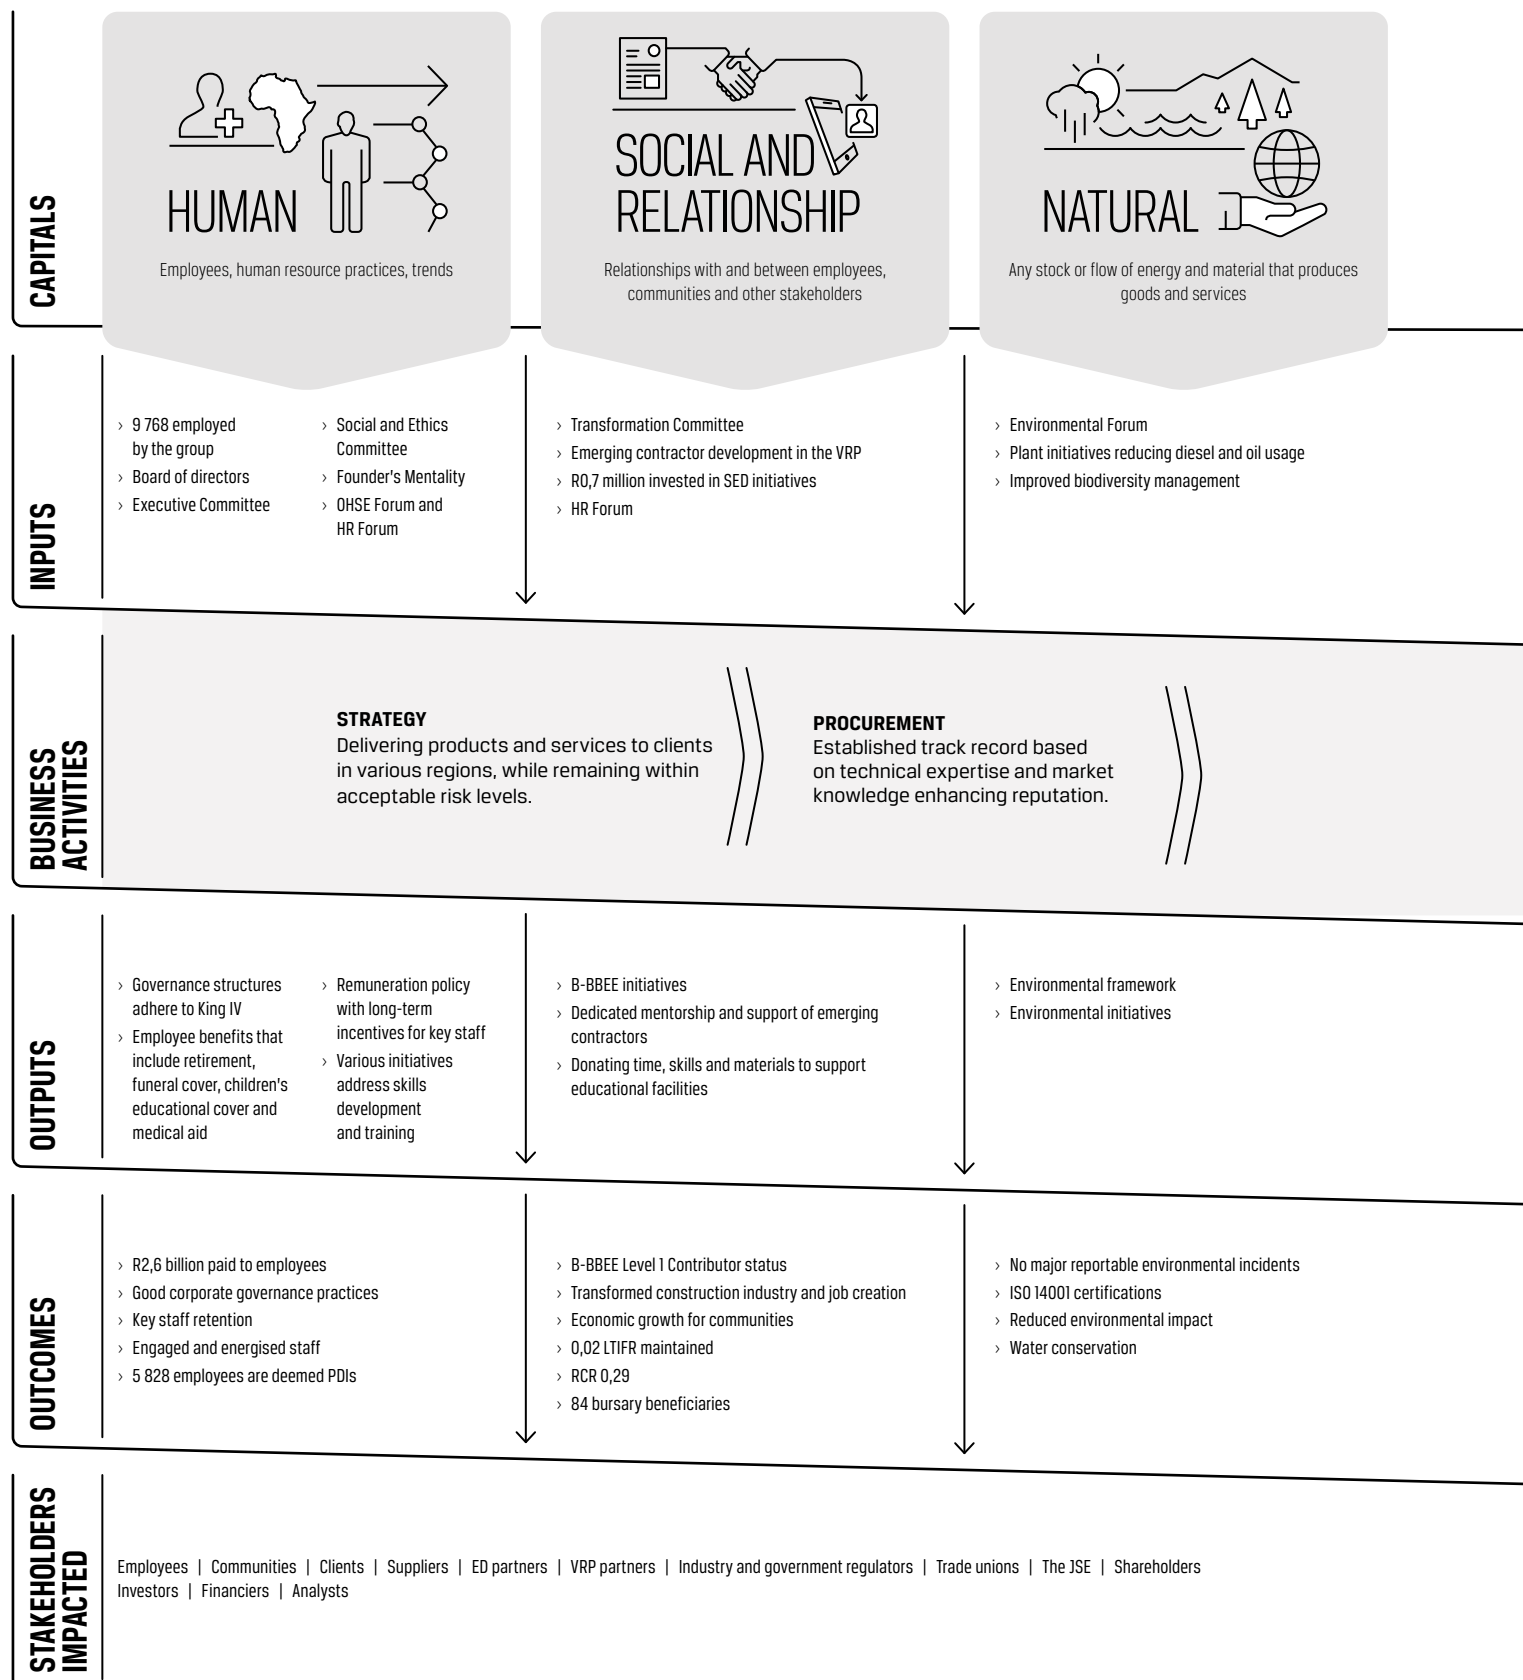 CAPITALS
HUMAN
Employees, human resource practices, trends
SOCIAL AND
RELATIONSHIP
Relationships with and between employees,
communities and other stakeholders
NATURAL
Any stock or flow of energy and material that produces
goods and services
INPUTS
› 9 768 employed
by the group
› Board of directors
› Executive Committee
› Social and Ethics
Committee
› Founder's Mentality
› OHSE Forum and
HR Forum
› Transformation Committee
› Emerging contractor development in the VRP
› R0,7 million invested in SED initiatives
› HR Forum
› Environmental Forum
› Plant initiatives reducing diesel and oil usage
› Improved biodiversity management
BUSINESS
ACTIVITIES
STRATEGY
Delivering products and services to clients
in various regions, while remaining within
acceptable risk levels.
PROCUREMENT
Established track record based
on technical expertise and market
knowledge enhancing reputation.
OUTPUTS
› Governance structures
adhere to King IV
› Employee benefits that
include retirement,
funeral cover, children's
educational cover and
medical aid
› Remuneration policy
with long-term
incentives for key staff
› Various initiatives
address skills
development
and training
› B-BBEE initiatives
› Dedicated mentorship and support of emerging
contractors
› Donating time, skills and materials to support
educational facilities
› Environmental framework
› Environmental initiatives
OUTCOMES
› R2,6 billion paid to employees
› Good corporate governance practices
› Key staff retention
› Engaged and energised staff
› 5 828 employees are deemed PDIs
› B-BBEE Level 1 Contributor status
› Transformed construction industry and job creation
› Economic growth for communities
› 0,02 LTIFR maintained
› RCR 0,29
› 84 bursary beneficiaries
› No major reportable environmental incidents
› ISO 14001 certifications
› Reduced environmental impact
› Water conservation
STAKEHOLDERS
IMPACTED
Employees | Communities | Clients | Suppliers | ED partners | VRP partners | Industry and government regulators | Trade unions | The JSE | Shareholders
Investors | Financiers | Analysts